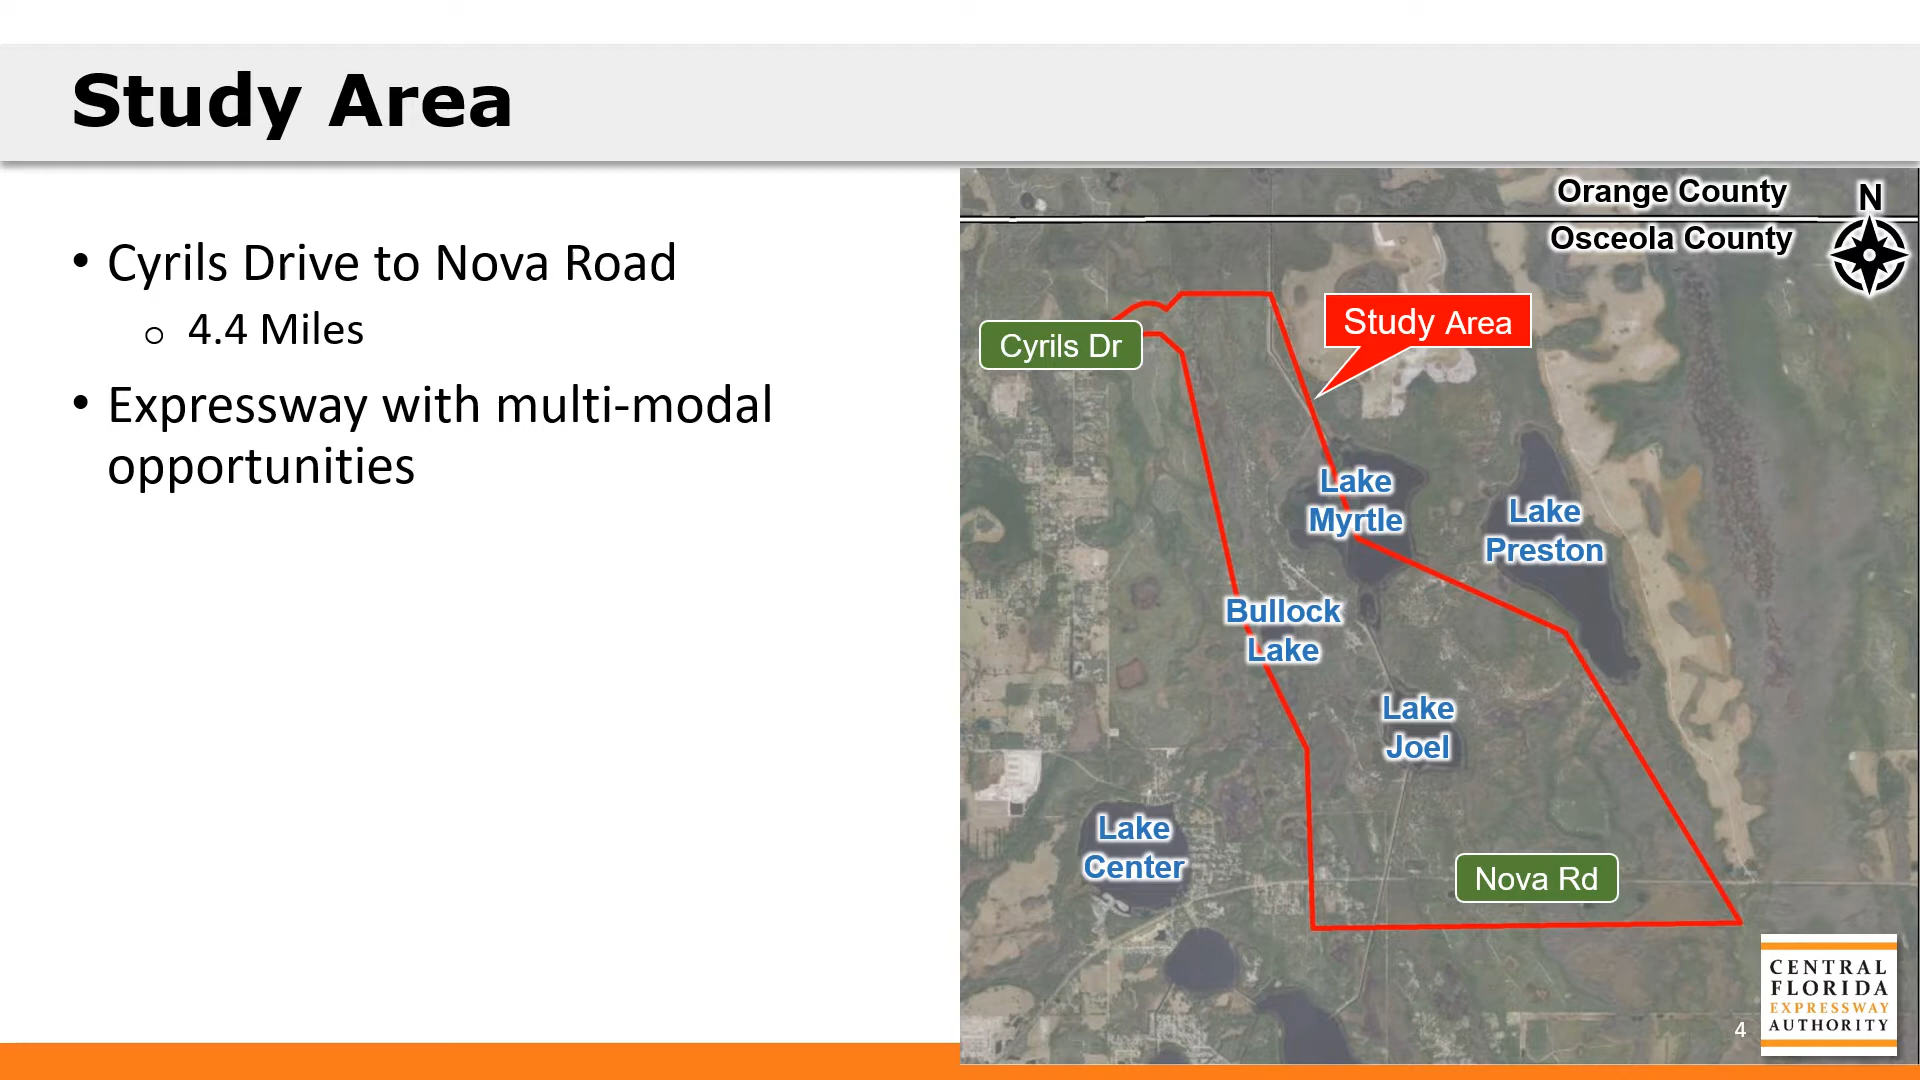 Study Area
• Cyrils Drive to Nova Road
o 4.4 Miles
• Expressway with multi-modal
opportunities
Orange County
N
Osceola County
Study Area
Cyrils Dr
Lake
Myrtle
Lake
Preston
Bullock
Lake
Lake
Joel
Lake
Center
Nova Rd
CENTRAL
FLORIDA
EXPRESSWAY
AUTHORITY
4